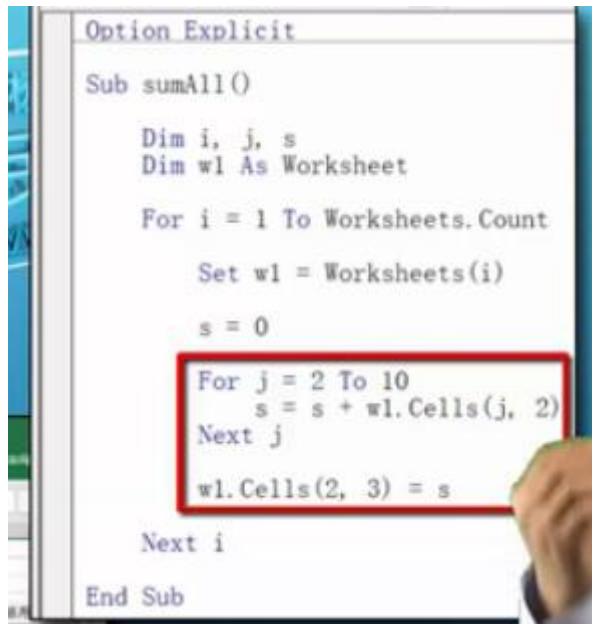 Option Explicit
Sub sumAll()
Dim i, j, s
Dim w1 As Worksheet
For i = 1 To Worksheets.Count
Set w1 = Worksheets(i)
s = 0
For j = 2 To 10
s = s + w1.Cells(j, 2)
Next j
w1.Cells(2, 3) = s
Next i
End Sub